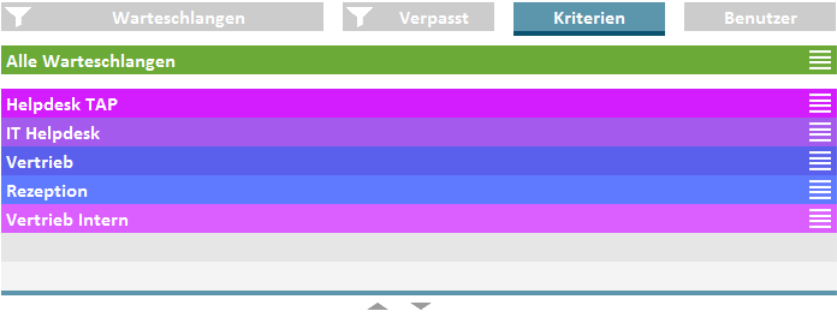 Warteschlangen Verpasst Kriterien Benutzer
Alle Warteschlangen
Helpdesk TAP
IT Helpdesk
Vertrieb
Rezeption
Vertrieb Intern